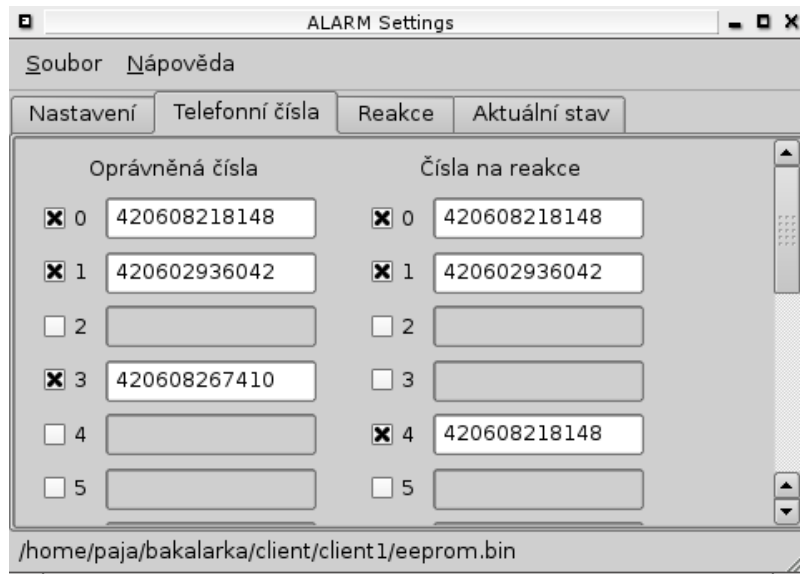 ALARM Settings
Soubor Nápověda
Nastavení Telefonní čísla Reakce Aktuální stav
Oprávněná čísla Čísla na reakce
0 420608218148 0 420608218148
1 420602936042 1 420602936042
2 2
3 420608267410 3
4 4 420608218148
5 5
/home/paja/bakalarka/client/client1/eeprom.bin